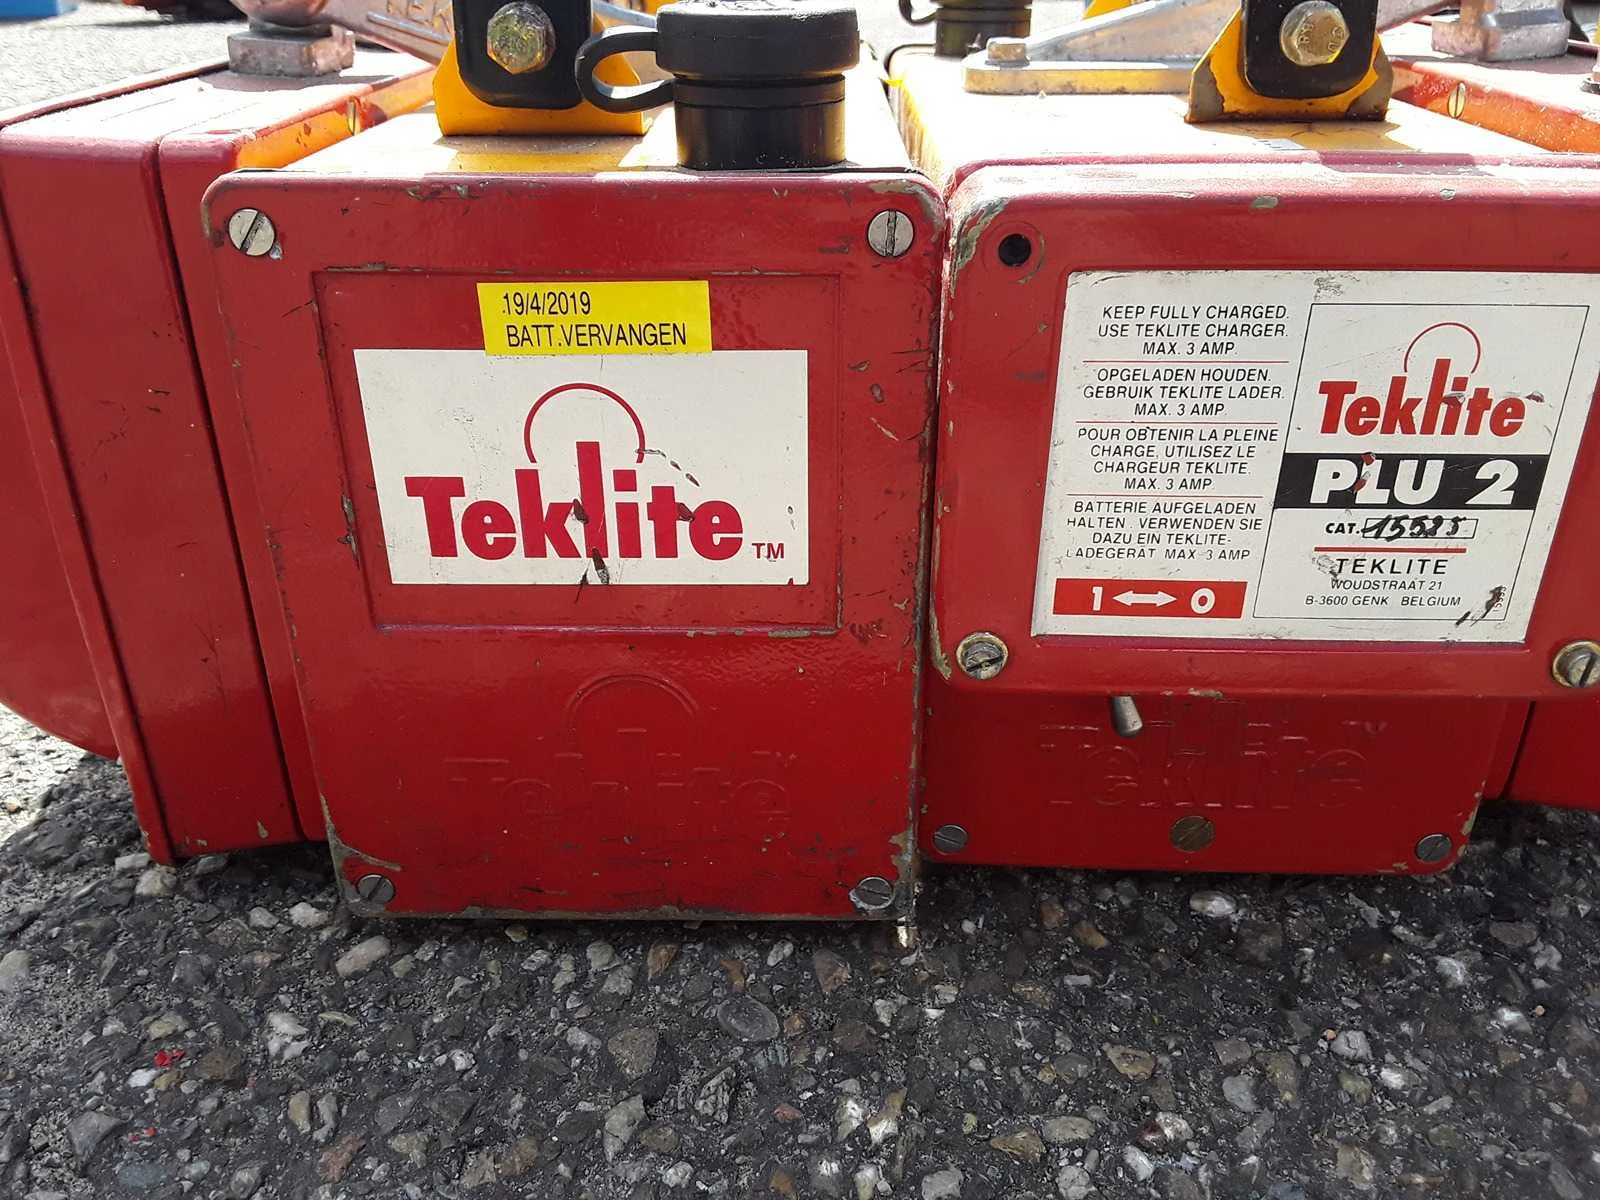 19/4/2019
BATT.VERVANGEN
Teklite TM
Teklite
KEEP FULLY CHARGED.
USE TEKLITE CHARGER.
MAX. 3 AMP.
OPGELADEN HOUDEN.
GEBRUIK TEKLITE LADER.
MAX. 3 AMP.
POUR OBTENIR LA PLEINE
CHARGE, UTILISEZ LE
CHARGEUR TEKLITE.
MAX. 3 AMP.
BATTERIE AUFGELADEN
HALTEN. VERWENDEN SIE
DAZU EIN TEKLITE-
LADEGERÄT MAX 3 AMP
1 ↔ 0
Teklite
PLU 2
CAT.
TEKLITE
WOUDSTRAAT 21
B-3600 GENK BELGIUM
Teklite